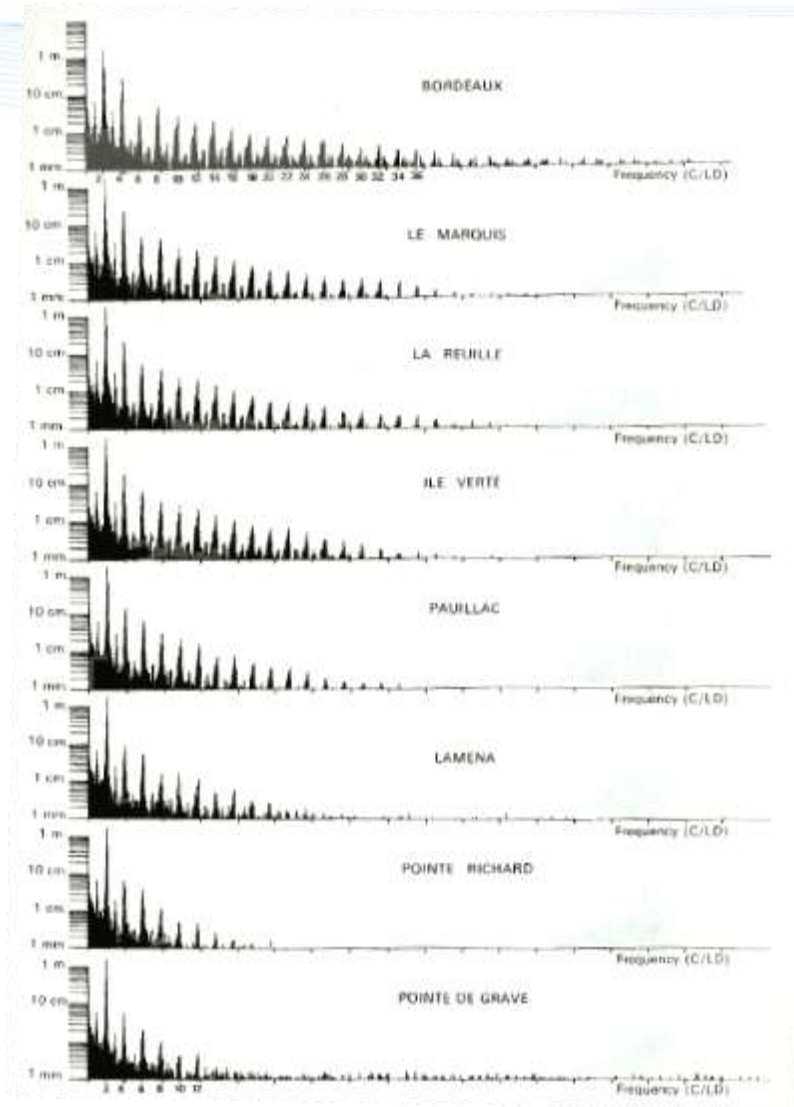 1 m
BORDEAUX
10 cm
1 cm
1 mm
2 4 6 8 10 12 14 16 18 20 22 24 26 28 30 32 34 36
Frequency (C/LD)
1 m
10 cm
LE MARQUIS
1 cm
1 mm
Frequency (C/LD)
1 m
10 cm
LA REUILLE
1 cm
1 mm
Frequency (C/LD)
1 m
10 cm
ILE VERTE
1 cm
1 mm
Frequency (C/LD)
1 m
10 cm
PAUILLAC
1 cm
1 mm
Frequency (C/LD)
1 m
10 cm
LAMENA
1 cm
1 mm
Frequency (C/LD)
1 m
10 cm
POINTE RICHARD
1 cm
1 mm
Frequency (C/LD)
1 m
10 cm
POINTE DE GRAVE
1 mm
2 4 6 8 10 12
Frequency (C/LD)